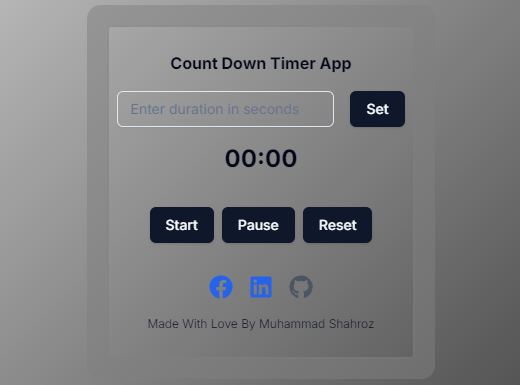 Count Down Timer App
Enter duration in seconds Set
00:00
Start Pause Reset
Made With Love By Muhammad Shahroz